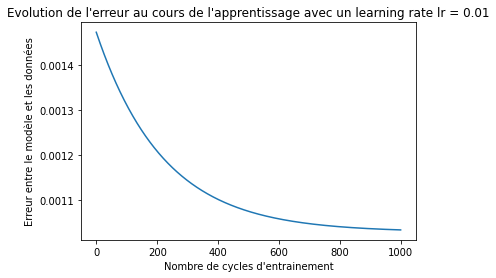 Evolution de l'erreur au cours de l'apprentissage avec un learning rate lr = 0.01
Erreur entre le modèle et les données
0.0014
0.0013
0.0012
0.0011
0 200 400 600 800 1000
Nombre de cycles d'entrainement